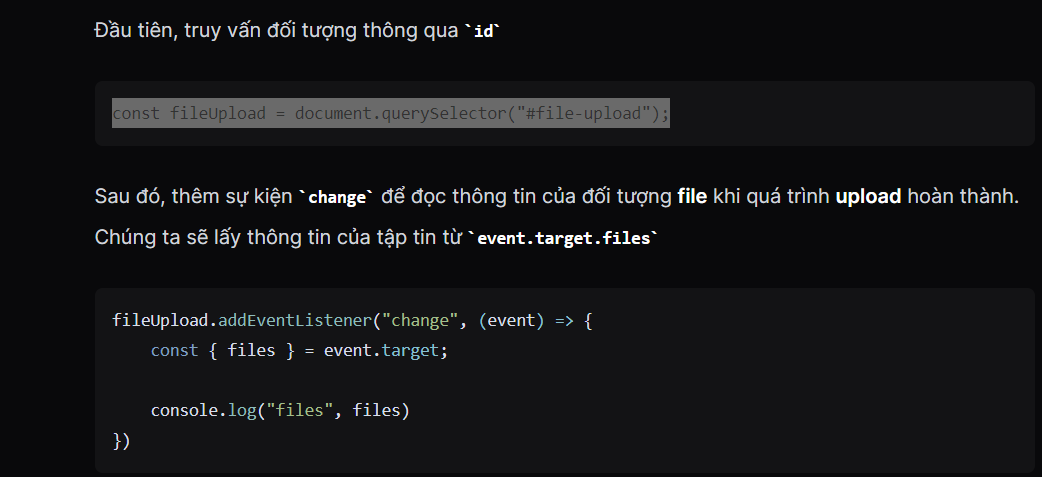 Đầu tiên, truy vấn đối tượng thông qua `id`
const fileUpload = document.querySelector("#file-upload");
Sau đó, thêm sự kiện `change` để đọc thông tin của đối tượng file khi quá trình upload hoàn thành.
Chúng ta sẽ lấy thông tin của tập tin từ `event.target.files`
fileUpload.addEventListener("change", (event) => {
    const { files } = event.target;
    console.log("files", files)
})